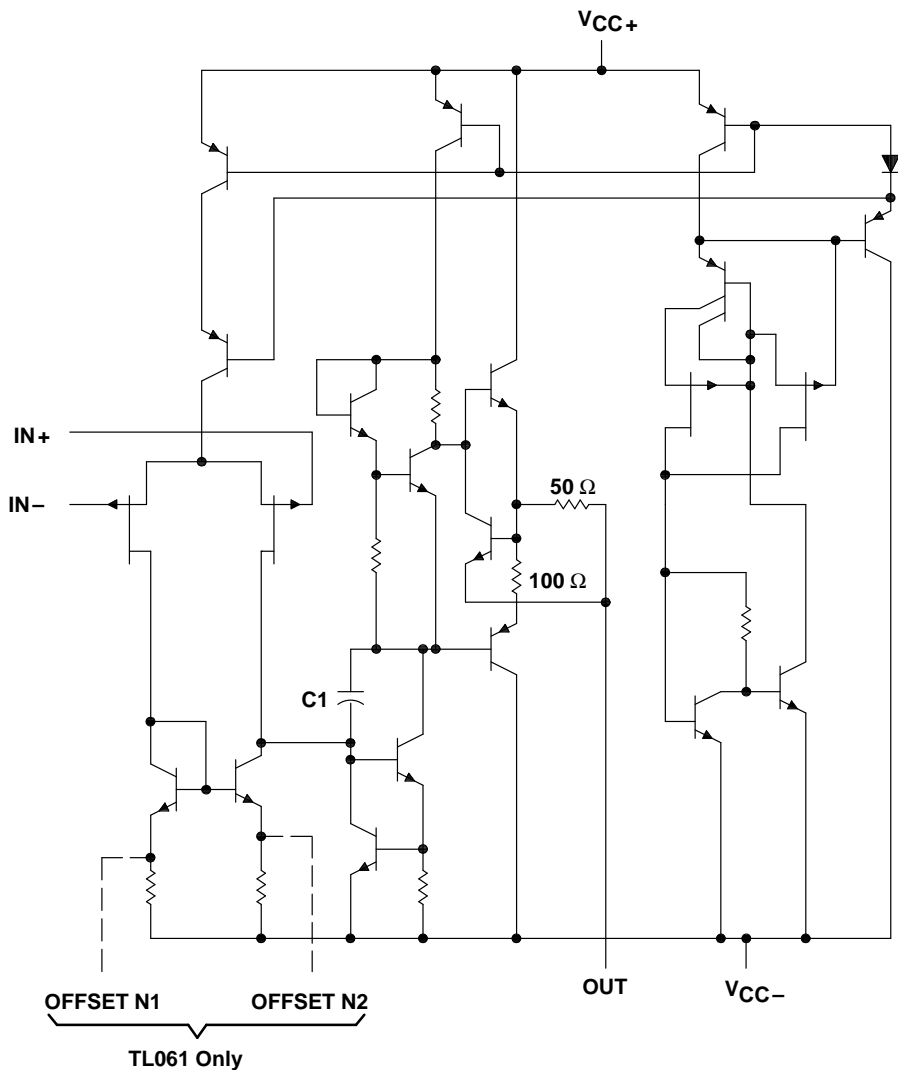 VCC+
IN+
IN−
50 Ω
100 Ω
C1
OFFSET N1
OFFSET N2
OUT
VCC−
TL061 Only